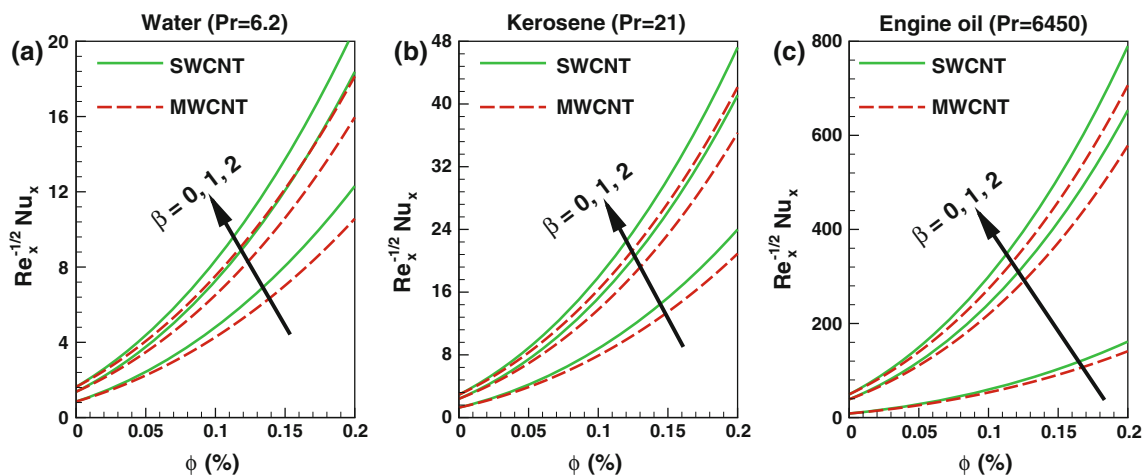 Water (Pr=6.2)
(a)
20
16
12
8
4
0
SWCNT
MWCNT
β = 0, 1, 2
Re_x^{-1/2} Nu_x
0
0.05
0.1
0.15
0.2
ϕ (%)
Kerosene (Pr=21)
(b)
48
36
24
12
0
SWCNT
MWCNT
β = 0, 1, 2
Re_x^{-1/2} Nu_x
0
0.05
0.1
0.15
0.2
ϕ (%)
Engine oil (Pr=6450)
(c)
800
600
400
200
0
SWCNT
MWCNT
β = 0, 1, 2
Re_x^{-1/2} Nu_x
0
0.05
0.1
0.15
0.2
ϕ (%)